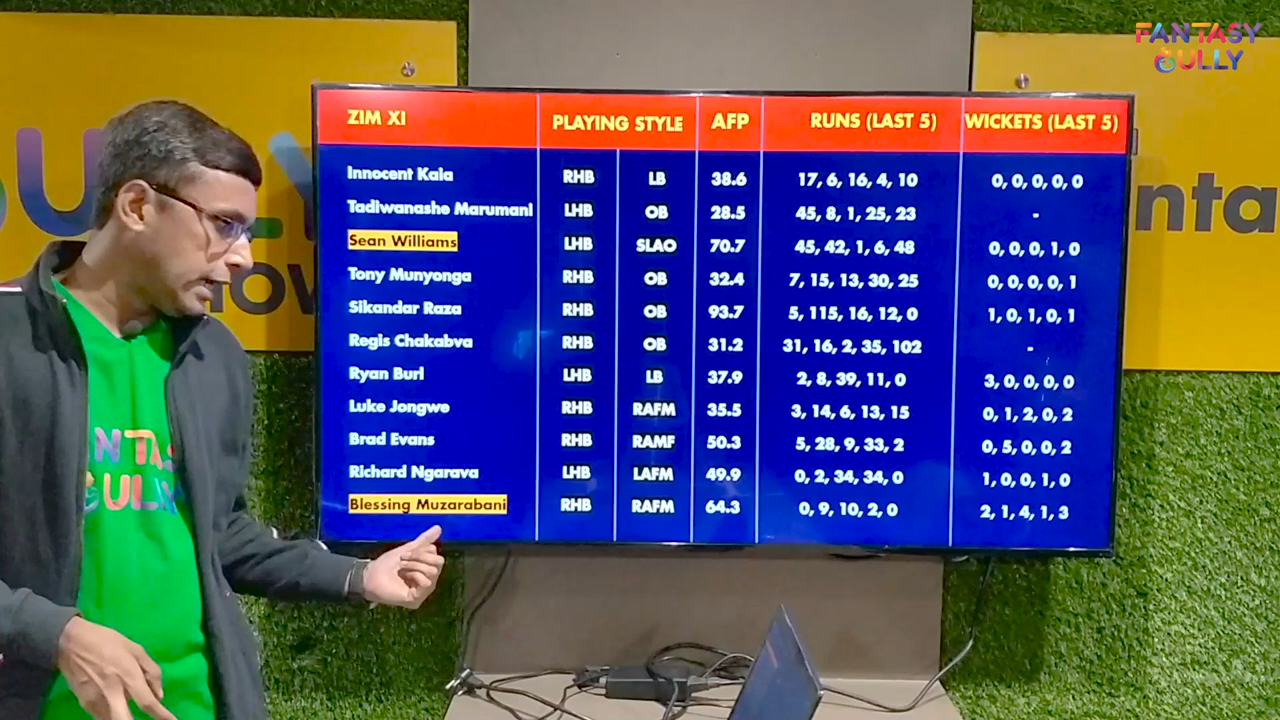 FANTASY
GULLY
ZIM XI PLAYING STYLE AFP RUNS (LAST 5) WICKETS (LAST 5)
Innocent Kaia RHB LB 38.6 17, 6, 16, 4, 10 0, 0, 0, 0, 0
Tadiwanashe Marumani LHB OB 28.5 45, 8, 1, 25, 23 -
Sean Williams LHB SLAO 70.7 45, 42, 1, 6, 48 0, 0, 0, 1, 0
Tony Munyonga RHB OB 32.4 7, 15, 13, 30, 25 0, 0, 0, 0, 1
Sikandar Raza RHB OB 93.7 5, 115, 16, 12, 0 1, 0, 1, 0, 1
Regis Chakabva RHB OB 31.2 31, 16, 2, 35, 102 -
Ryan Burl LHB LB 37.9 2, 8, 39, 11, 0 3, 0, 0, 0, 0
Luke Jongwe RHB RAFM 35.5 3, 14, 6, 13, 15 0, 1, 2, 0, 2
Brad Evans RHB RAMF 50.3 5, 28, 9, 33, 2 0, 5, 0, 0, 2
Richard Ngarava LHB LAFM 49.9 0, 2, 34, 34, 0 1, 0, 0, 1, 0
Blessing Muzarabani RHB RAFM 64.3 0, 9, 10, 2, 0 2, 1, 4, 1, 3